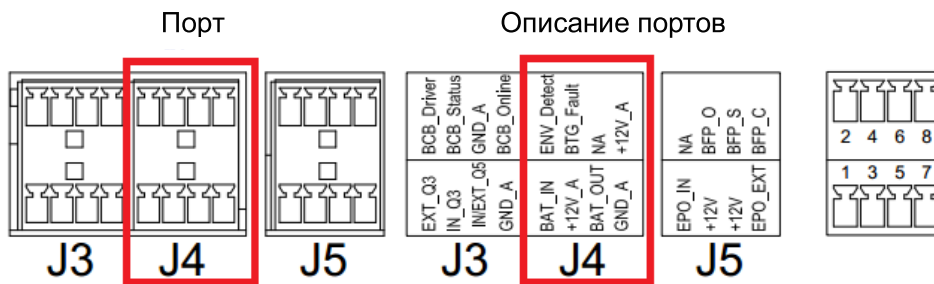 Порт
Описание портов
BCB_Driver
BCB_Status
GND_A
BCB_Online
ENV_Detect
BTG_Fault
NA
+12V_A
NA
BFP_O
BFP_S
BFP_C
2 4 6 8
EXT_Q3
IN_Q3
IN/EXT_Q5
GND_A
BAT_IN
+12V_A
BAT_OUT
GND_A
EPO_IN
+12V
+12V
EPO_EXT
1 3 5 7
J3 J4 J5 J3 J4 J5